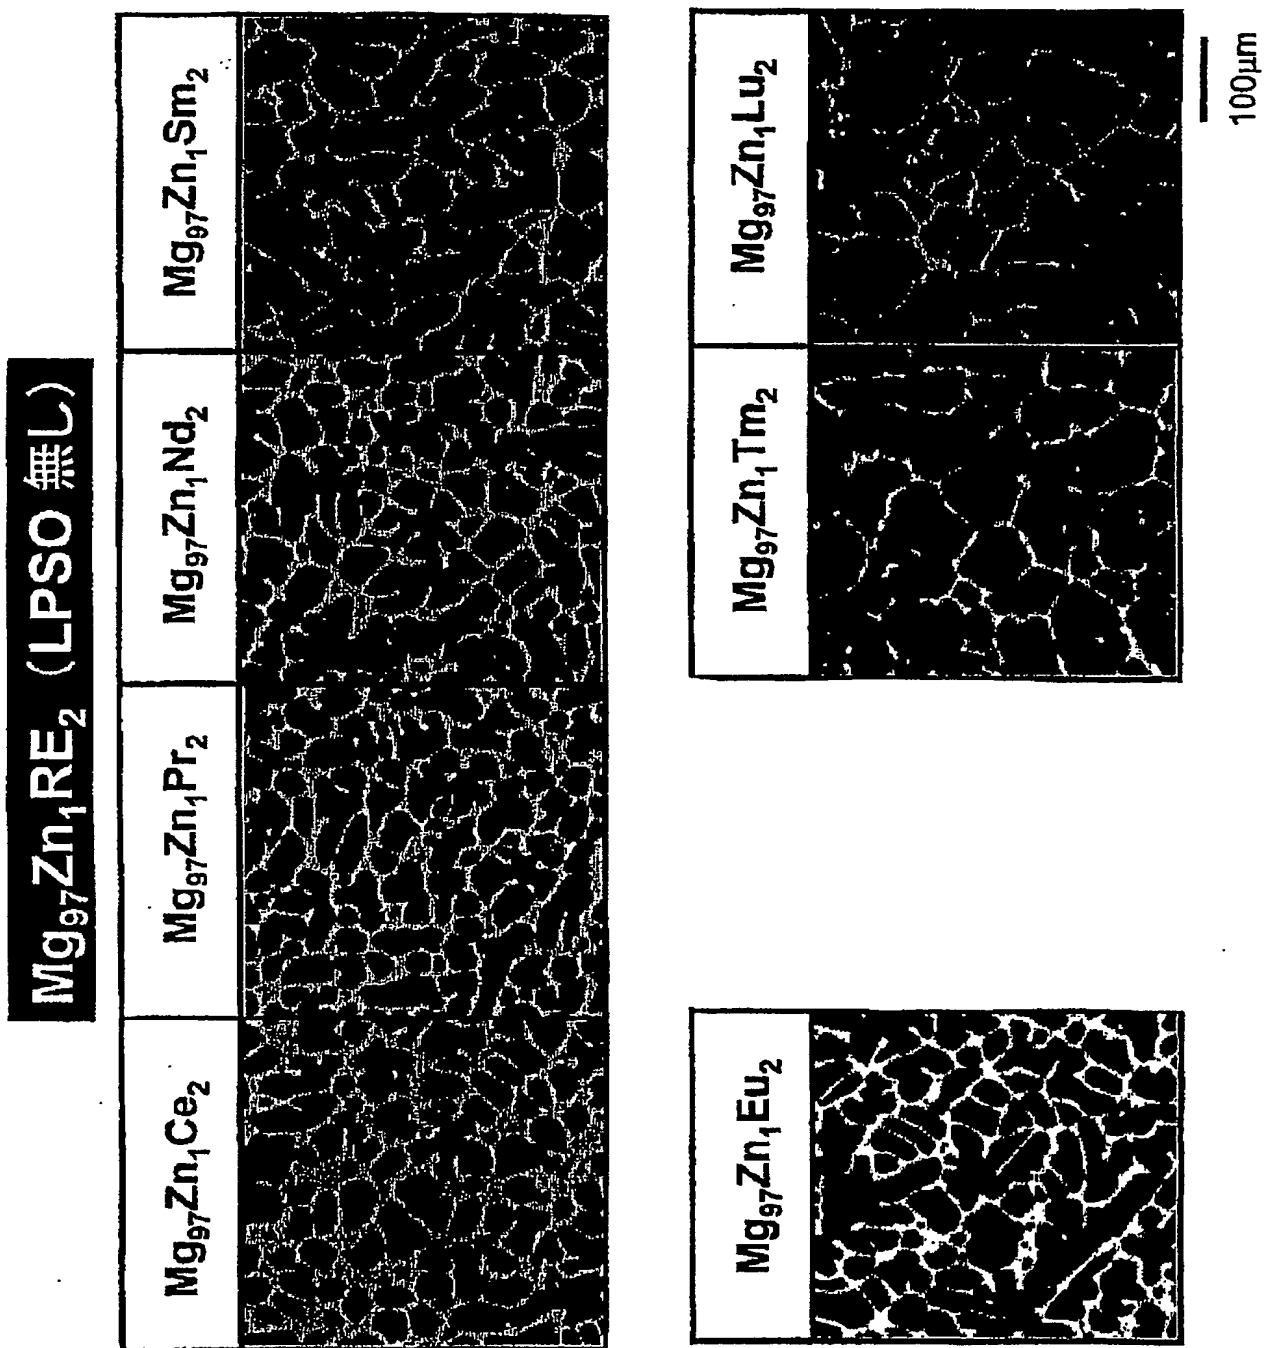 Mg₉₇Zn₁RE₂ (LPSO 無し)
Mg₉₇Zn₁Ce₂
Mg₉₇Zn₁Pr₂
Mg₉₇Zn₁Nd₂
Mg₉₇Zn₁Sm₂
Mg₉₇Zn₁Eu₂
Mg₉₇Zn₁Tm₂
Mg₉₇Zn₁Lu₂
100μm